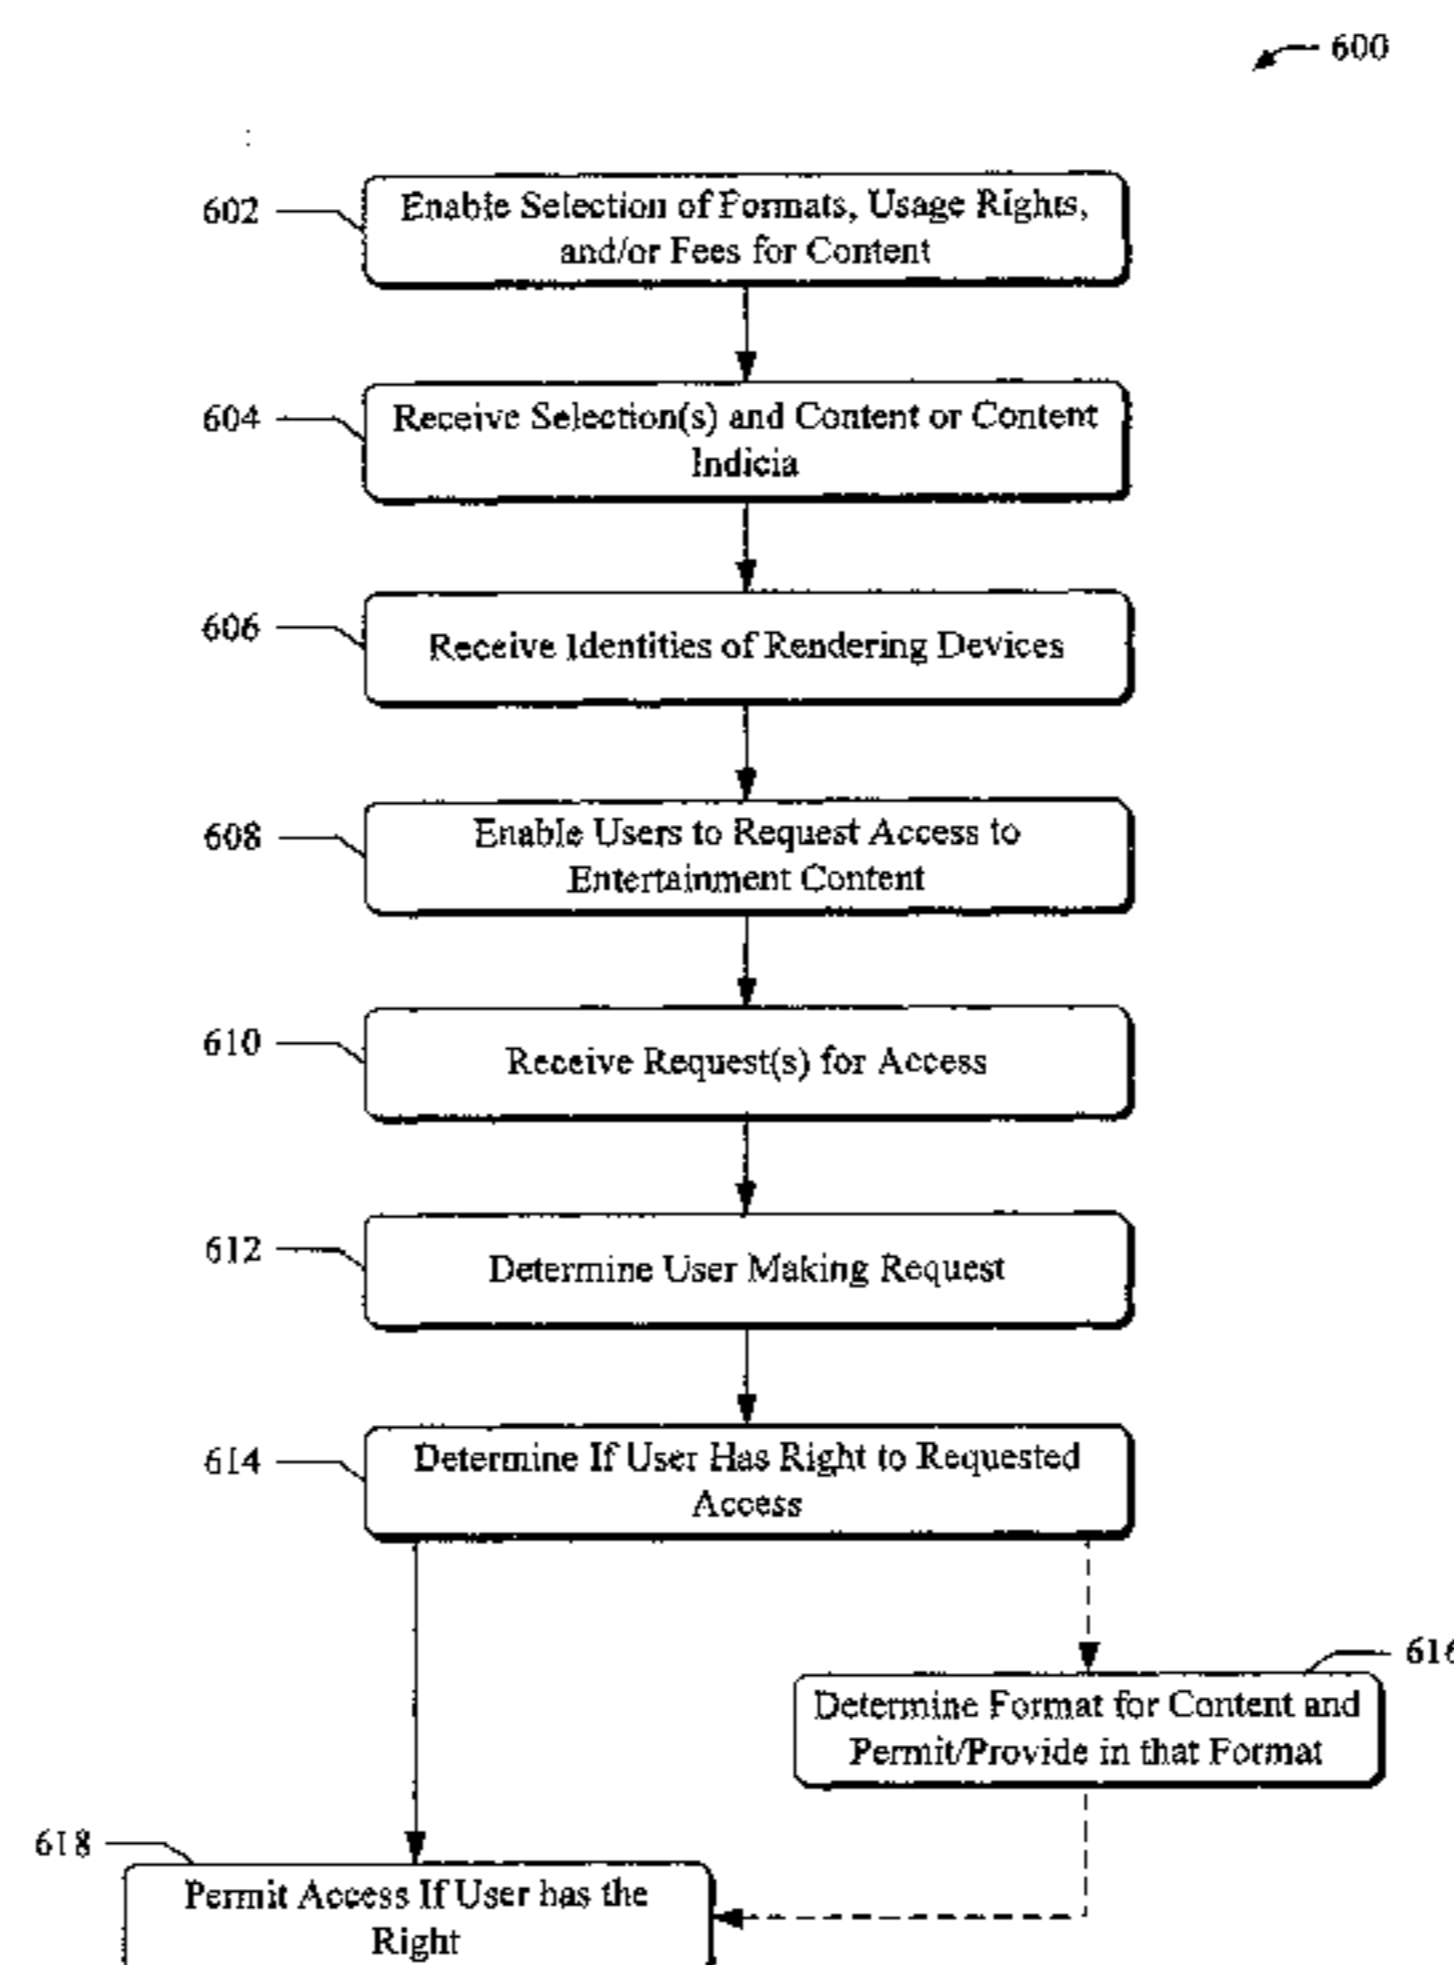 600
602
Enable Selection of Formats, Usage Rights,
and/or Fees for Content
604
Receive Selection(s) and Content or Content
Indicia
606
Receive Identities of Rendering Devices
608
Enable Users to Request Access to
Entertainment Content
610
Receive Request(s) for Access
612
Determine User Making Request
614
Determine If User Has Right to Requested
Access
616
Determine Format for Content and
Permit/Provide in that Format
618
Permit Access If User has the
Right